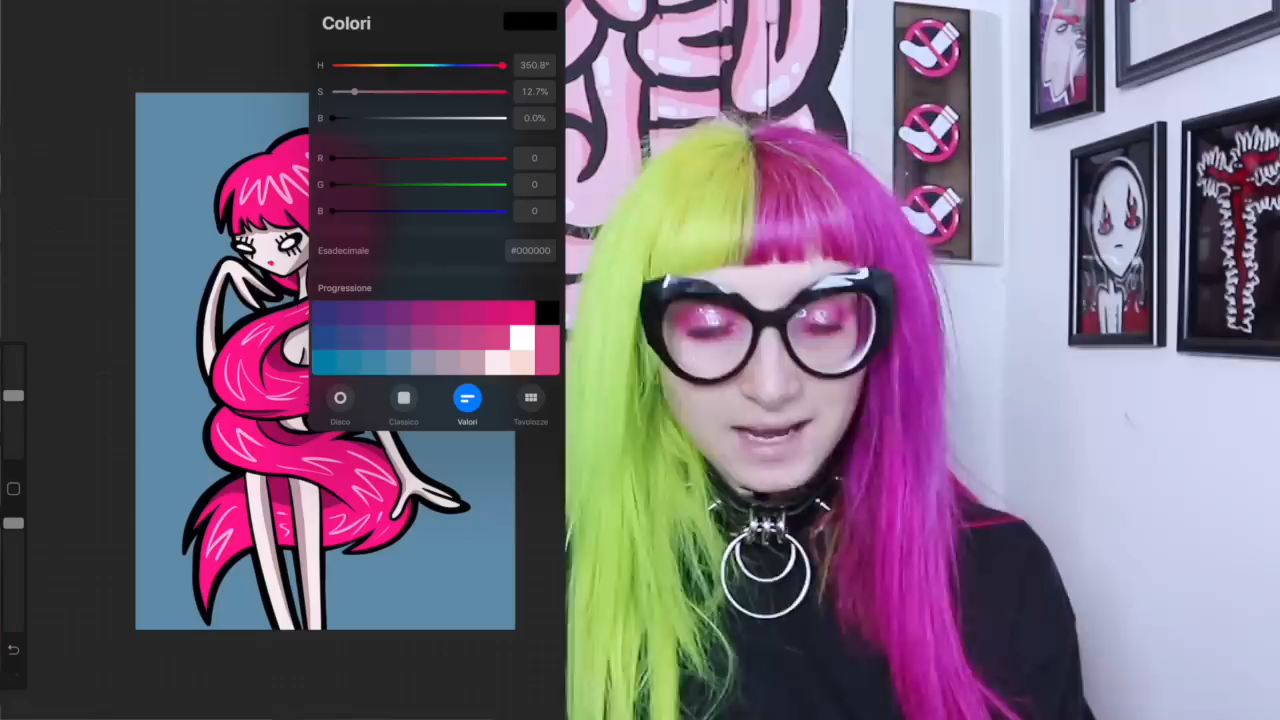 Colori
H 350.8°
S 12.7%
B 0.0%
R 0
G 0
B 0
Esadecimale #000000
Progressione
Disco Classico Valori Tavolozze